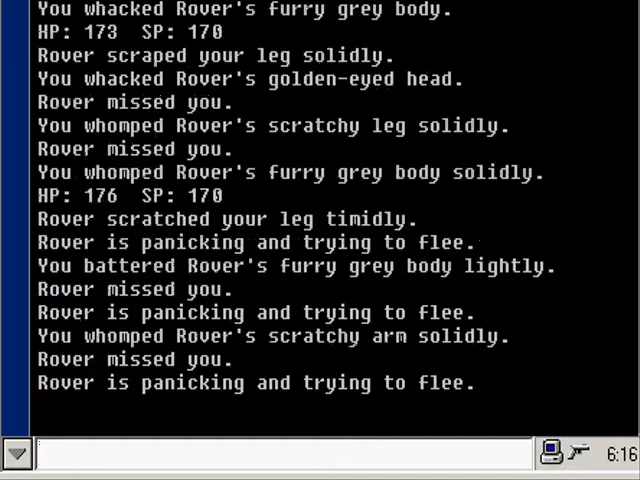 You whacked Rover's furry grey body.
HP: 173  SP: 170
Rover scraped your leg solidly.
You whacked Rover's golden-eyed head.
Rover missed you.
You whomped Rover's scratchy leg solidly.
Rover missed you.
You whomped Rover's furry grey body solidly.
HP: 176  SP: 170
Rover scratched your leg timidly.
Rover is panicking and trying to flee.
You battered Rover's furry grey body lightly.
Rover missed you.
Rover is panicking and trying to flee.
You whomped Rover's scratchy arm solidly.
Rover missed you.
Rover is panicking and trying to flee.
6:16